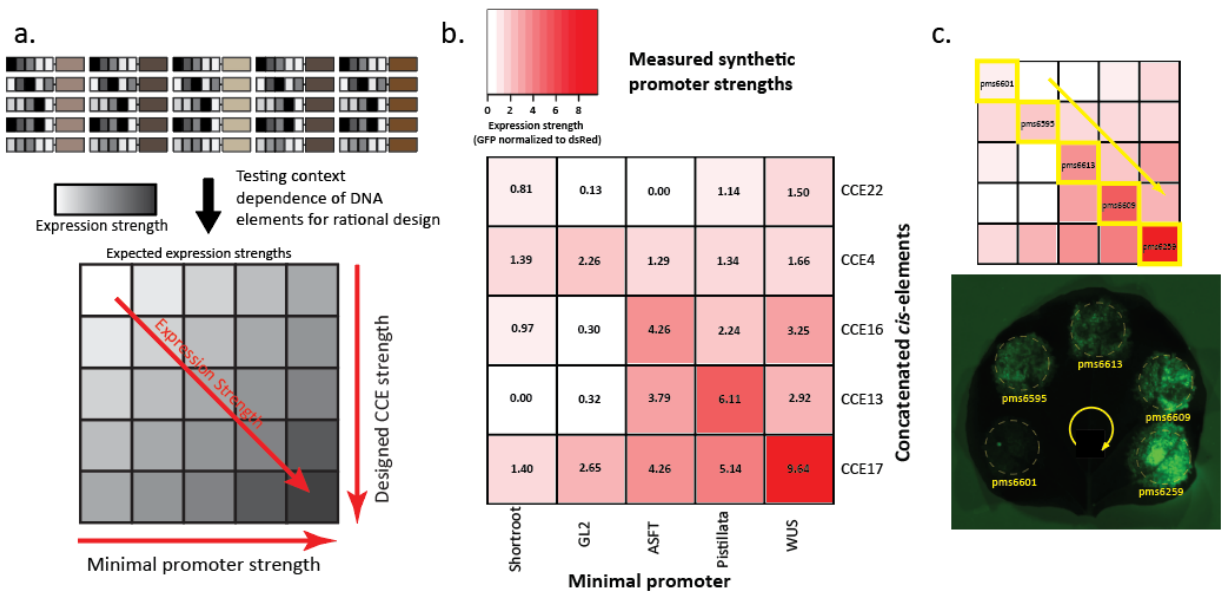 a.
Expression strength
Testing context
dependence of DNA
elements for rational design
Expected expression strengths
Expression Strength
Designed CCE strength
Minimal promoter strength
b.
0 2 4 6 8
Expression strength
(GFP normalized to dsRed)
Measured synthetic
promoter strengths
0.81 0.13 0.00 1.14 1.50 CCE22
1.39 2.26 1.29 1.34 1.66 CCE4
0.97 0.30 4.26 2.24 3.25 CCE16
0.00 0.32 3.79 6.11 2.92 CCE13
1.40 2.65 4.26 5.14 9.64 CCE17
Shortroot
GL2
ASFT
Pistillata
WUS
Minimal promoter
Concatenated cis-elements
c.
pms6601
pms6595
pms6613
pms6609
pms6259
pms6613
pms6595
pms6609
pms6601
pms6259